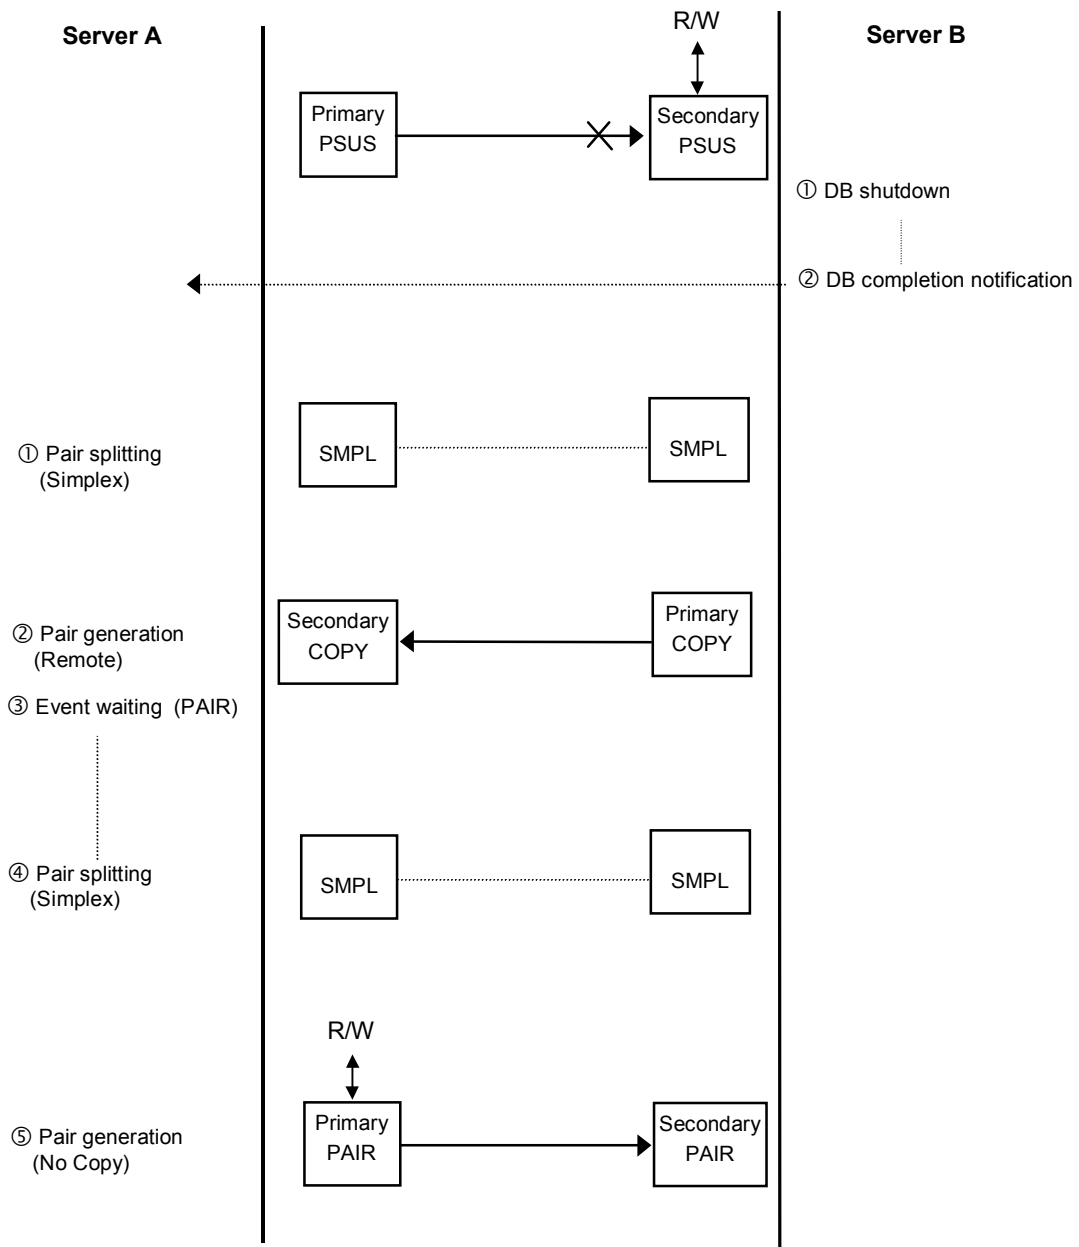 R/W
Server A
Server B
Primary
PSUS
Secondary
PSUS
① DB shutdown
② DB completion notification
① Pair splitting
(Simplex)
SMPL
SMPL
② Pair generation
(Remote)
Secondary
COPY
Primary
COPY
③ Event waiting (PAIR)
④ Pair splitting
(Simplex)
SMPL
SMPL
R/W
⑤ Pair generation
(No Copy)
Primary
PAIR
Secondary
PAIR